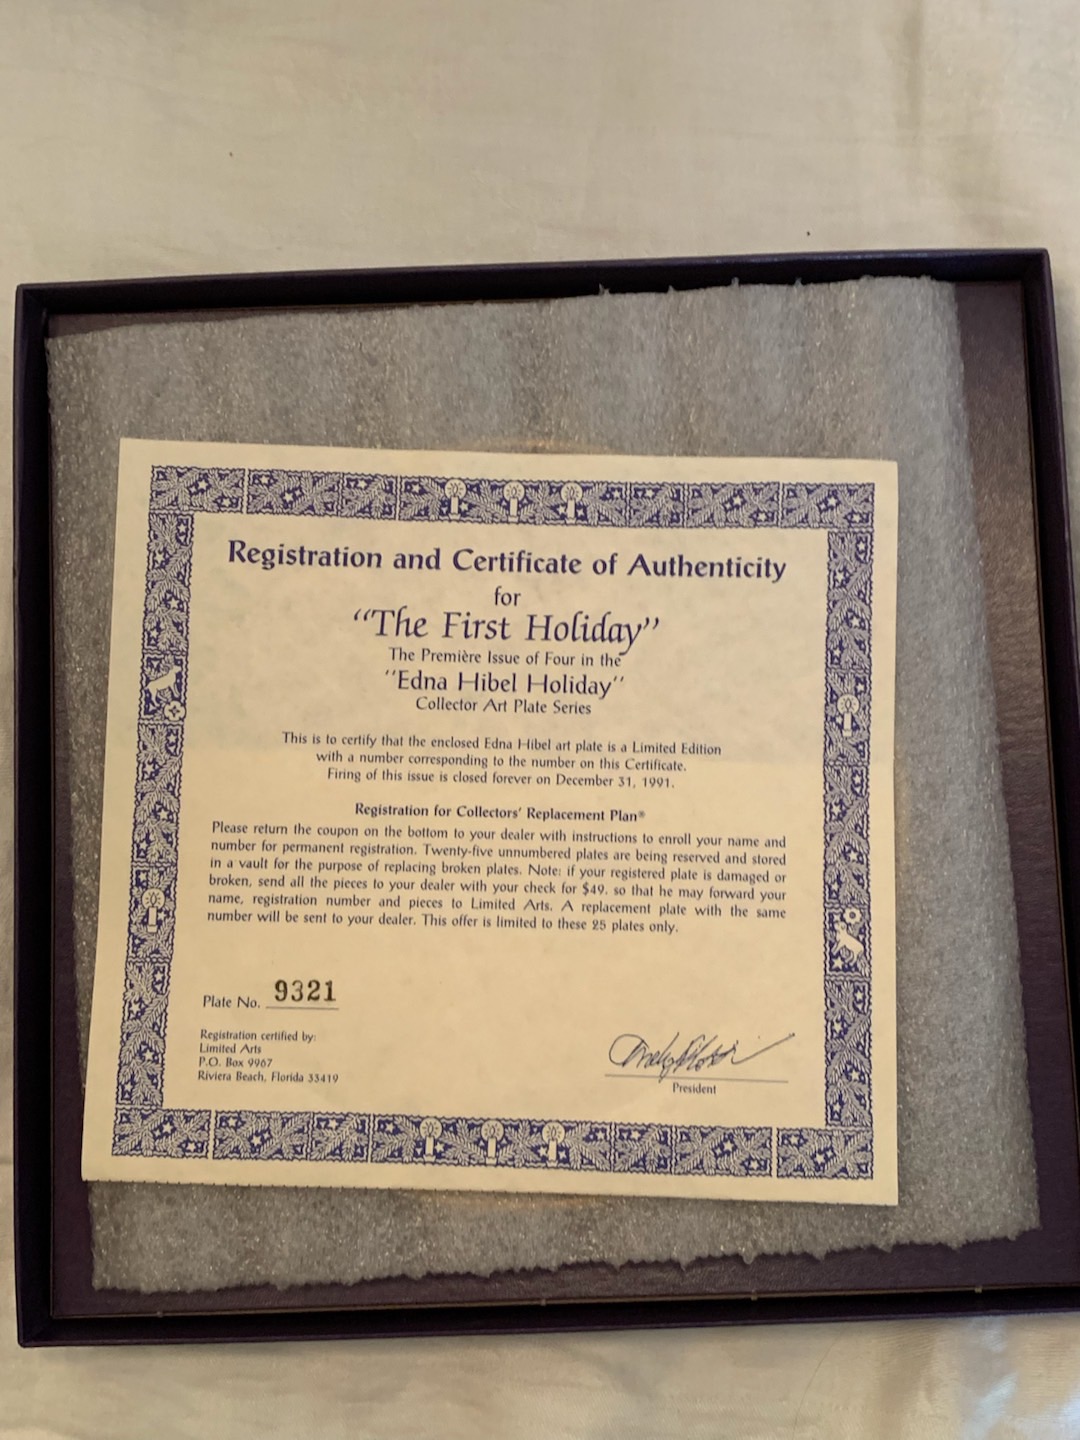 Registration and Certificate of Authenticity
for
"The First Holiday"
The Première Issue of Four in the
"Edna Hibel Holiday"
Collector Art Plate Series
This is to certify that the enclosed Edna Hibel art plate is a Limited Edition
with a number corresponding to the number on this Certificate.
Firing of this issue is closed forever on December 31, 1991.
Registration for Collectors' Replacement Plan®
Please return the coupon on the bottom to your dealer with instructions to enroll your name and
number for permanent registration. Twenty-five unnumbered plates are being reserved and stored
in a vault for the purpose of replacing broken plates. Note: if your registered plate is damaged or
broken, send all the pieces to your dealer with your check for $49. so that he may forward your
name, registration number and pieces to Limited Arts. A replacement plate with the same
number will be sent to your dealer. This offer is limited to these 25 plates only.
Plate No. 9321
Registration certified by:
Limited Arts
P.O. Box 9967
Riviera Beach, Florida 33419
President